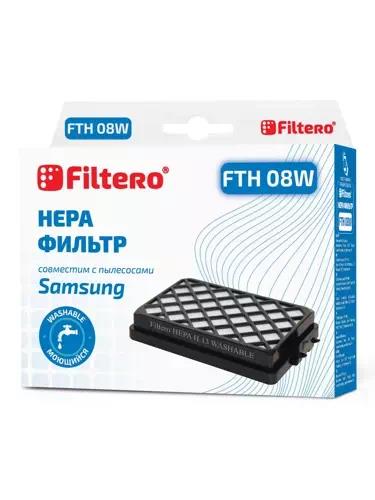 FTH 08W
Filtero®
Filtero®
FTH 08W
HEPA
ФИЛЬТР
совместим с пылесосами
Samsung
WASHABLE
МОЮЩИЙСЯ
Filtero HEPA H 13 WASHABLE